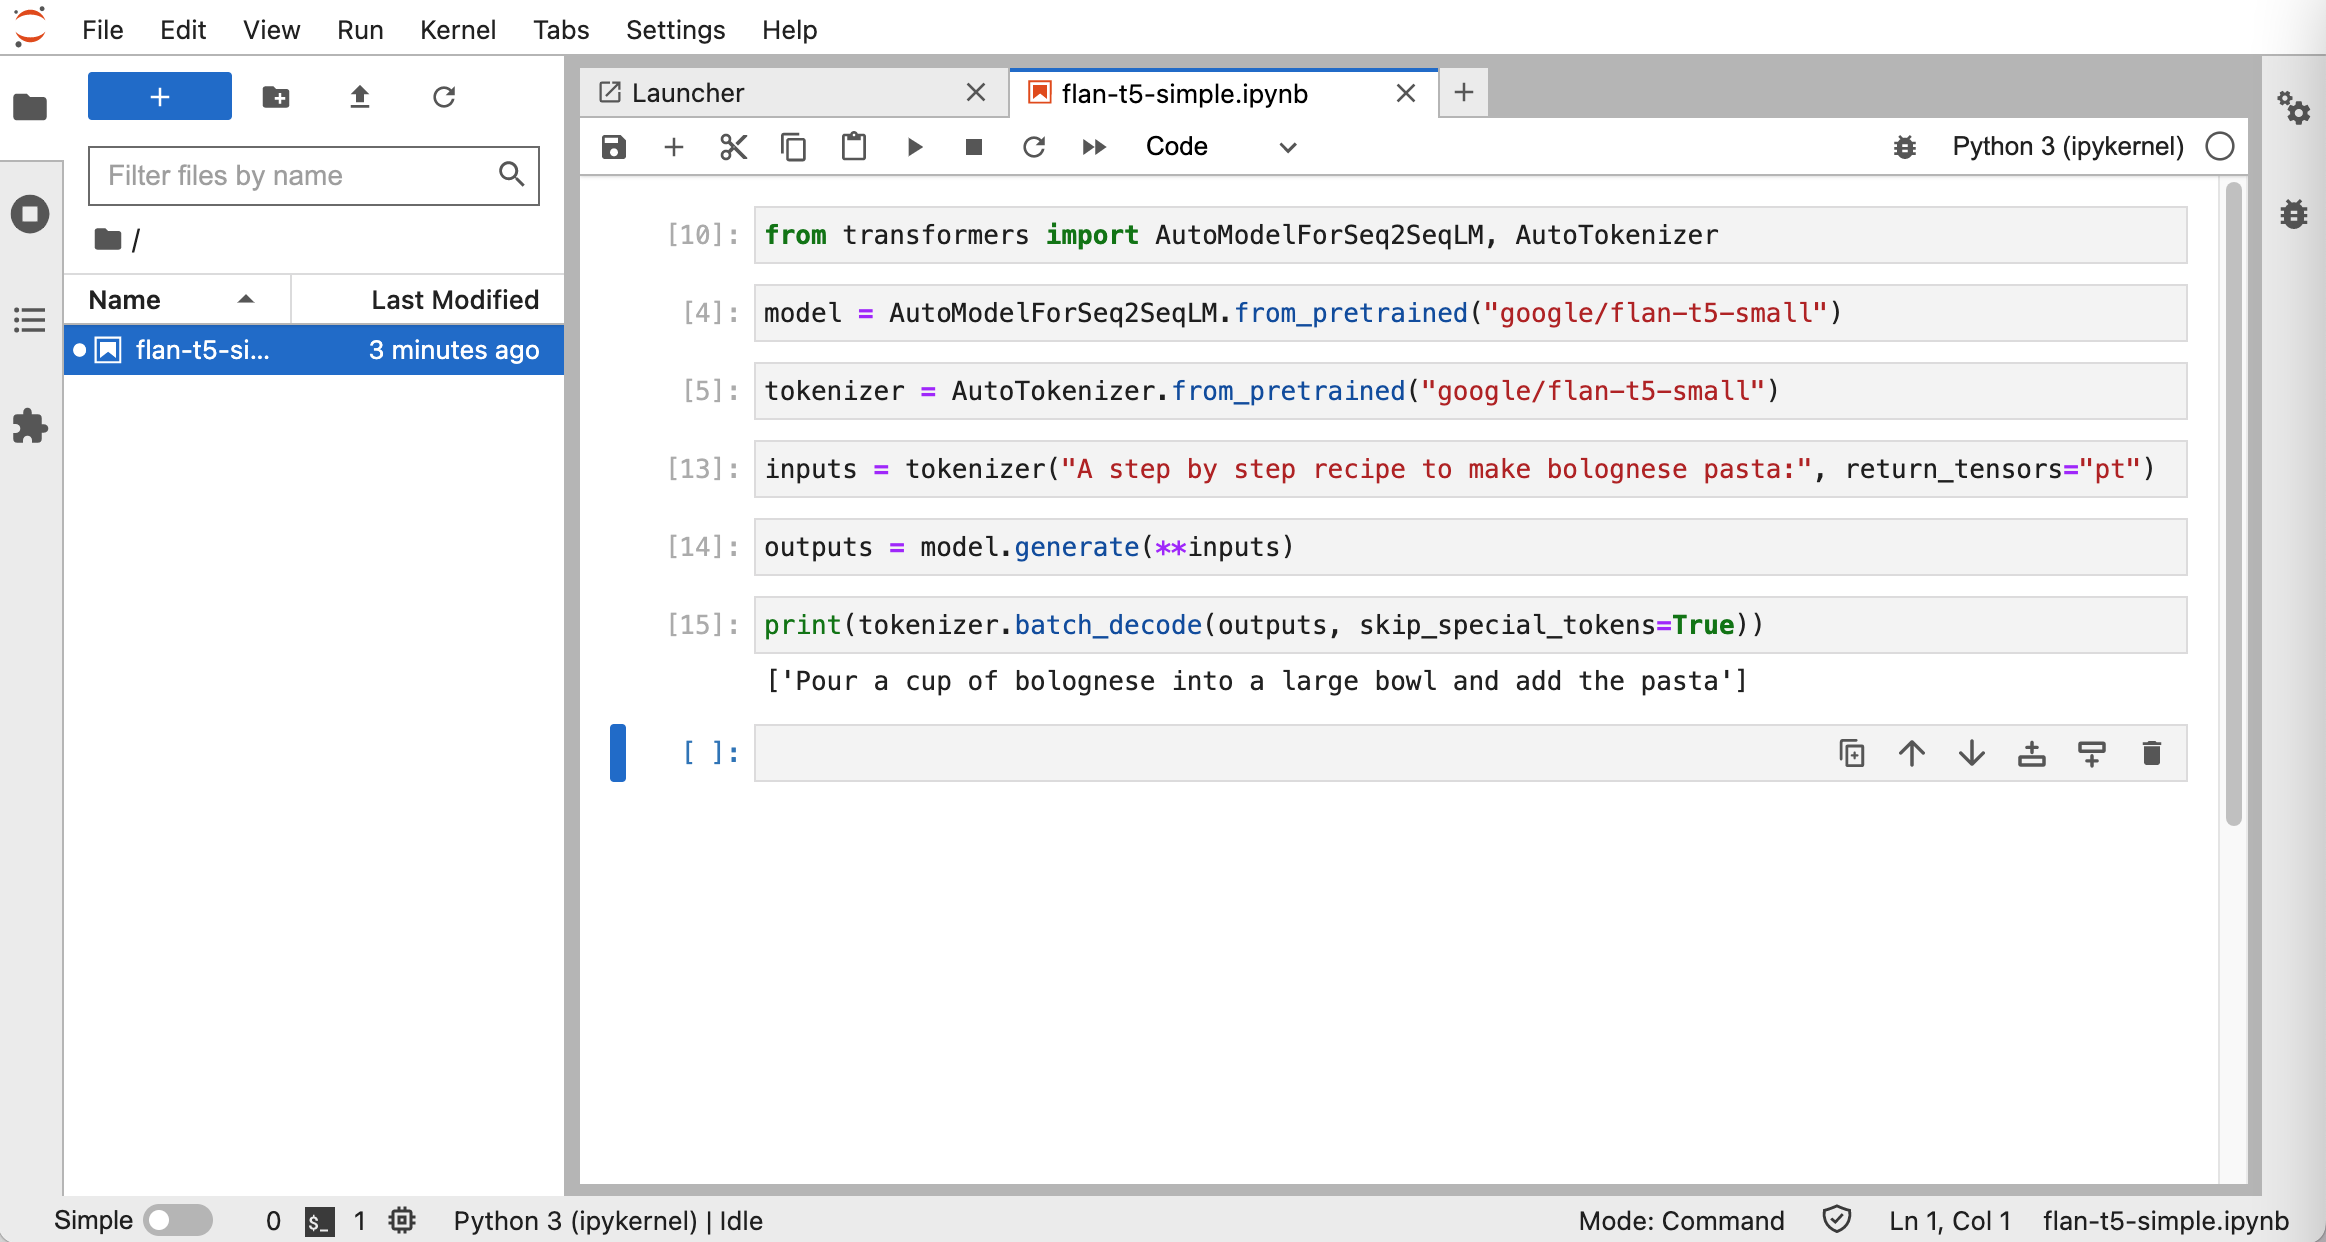 File Edit View Run Kernel Tabs Settings Help
+
Filter files by name
/
Name Last Modified
flan-t5-si... 3 minutes ago
Launcher flan-t5-simple.ipynb
Code Python 3 (ipykernel)
[10]: from transformers import AutoModelForSeq2SeqLM, AutoTokenizer
[4]: model = AutoModelForSeq2SeqLM.from_pretrained("google/flan-t5-small")
[5]: tokenizer = AutoTokenizer.from_pretrained("google/flan-t5-small")
[13]: inputs = tokenizer("A step by step recipe to make bolognese pasta:", return_tensors="pt")
[14]: outputs = model.generate(**inputs)
[15]: print(tokenizer.batch_decode(outputs, skip_special_tokens=True))
['Pour a cup of bolognese into a large bowl and add the pasta']
[ ]:
Simple 0 $_ 1 Python 3 (ipykernel) | Idle Mode: Command Ln 1, Col 1 flan-t5-simple.ipynb